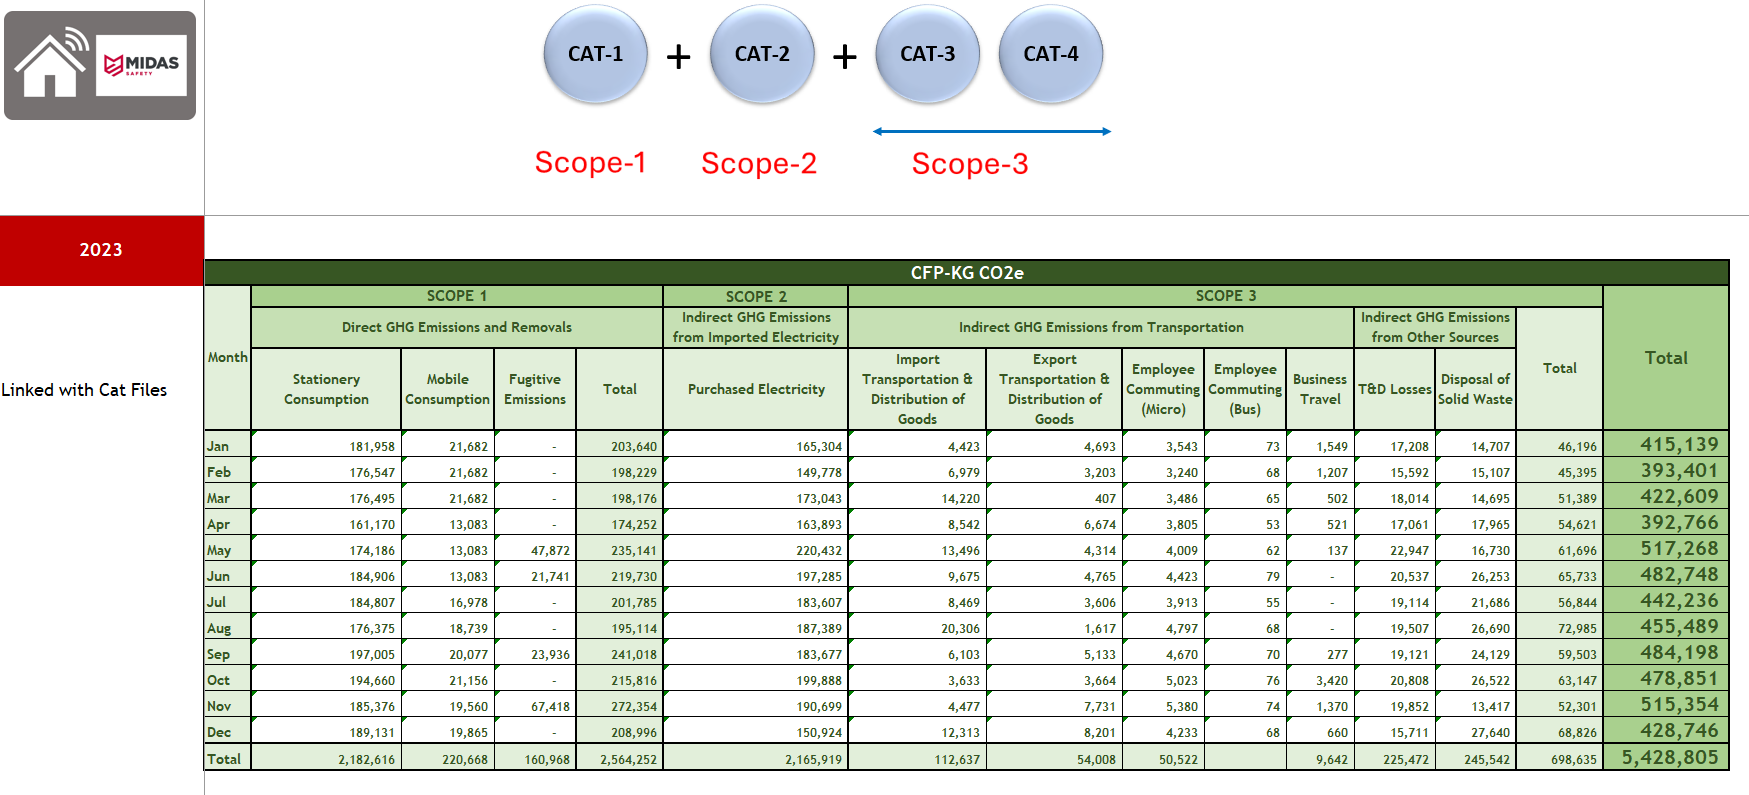 MIDAS
SAFETY
CAT-1 + CAT-2 + CAT-3 CAT-4
Scope-1 Scope-2 Scope-3
2023
Linked with Cat Files
CFP-KG CO2e
SCOPE 1 SCOPE 2 SCOPE 3
Month Direct GHG Emissions and Removals Indirect GHG Emissions from Imported Electricity Indirect GHG Emissions from Transportation Indirect GHG Emissions from Other Sources Total Total
Stationery Consumption Mobile Consumption Fugitive Emissions Total Purchased Electricity Import Transportation & Distribution of Goods Export Transportation & Distribution of Goods Employee Commuting (Micro) Employee Commuting (Bus) Business Travel T&D Losses Disposal of Solid Waste
Jan 181,958 21,682 - 203,640 165,304 4,423 4,693 3,543 73 1,549 17,208 14,707 46,196 415,139
Feb 176,547 21,682 - 198,229 149,778 6,979 3,203 3,240 68 1,207 15,592 15,107 45,395 393,401
Mar 176,495 21,682 - 198,176 173,043 14,220 407 3,486 65 502 18,014 14,695 51,389 422,609
Apr 161,170 13,083 - 174,252 163,893 8,542 6,674 3,805 53 521 17,061 17,965 54,621 392,766
May 174,186 13,083 47,872 235,141 220,432 13,496 4,314 4,009 62 137 22,947 16,730 61,696 517,268
Jun 184,906 13,083 21,741 219,730 197,285 9,675 4,765 4,423 79 - 20,537 26,253 65,733 482,748
Jul 184,807 16,978 - 201,785 183,607 8,469 3,606 3,913 55 - 19,114 21,686 56,844 442,236
Aug 176,375 18,739 - 195,114 187,389 20,306 1,617 4,797 68 - 19,507 26,690 72,985 455,489
Sep 197,005 20,077 23,936 241,018 183,677 6,103 5,133 4,670 70 277 19,121 24,129 59,503 484,198
Oct 194,660 21,156 - 215,816 199,888 3,633 3,664 5,023 76 3,420 20,808 26,522 63,147 478,851
Nov 185,376 19,560 67,418 272,354 190,699 4,477 7,731 5,380 74 1,370 19,852 13,417 52,301 515,354
Dec 189,131 19,865 - 208,996 150,924 12,313 8,201 4,233 68 660 15,711 27,640 68,826 428,746
Total 2,182,616 220,668 160,968 2,564,252 2,165,919 112,637 54,008 50,522 9,642 225,472 245,542 698,635 5,428,805